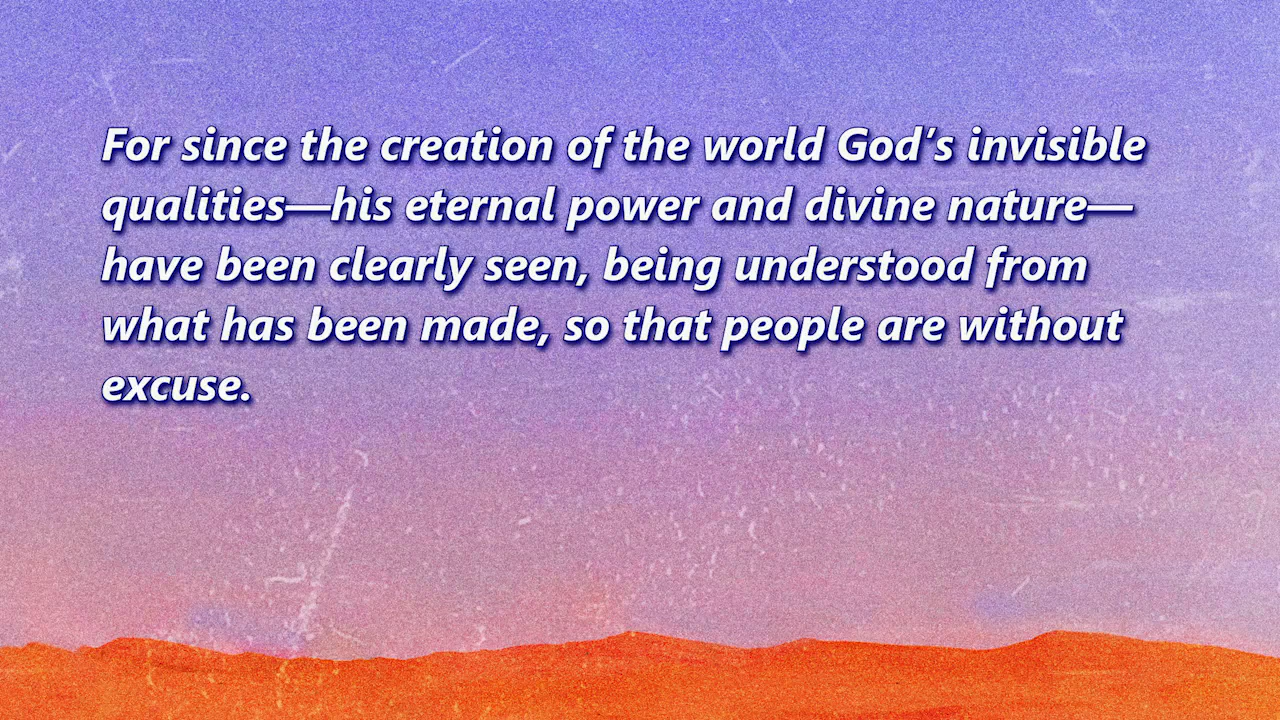 For since the creation of the world God’s invisible
qualities—his eternal power and divine nature—
have been clearly seen, being understood from
what has been made, so that people are without
excuse.